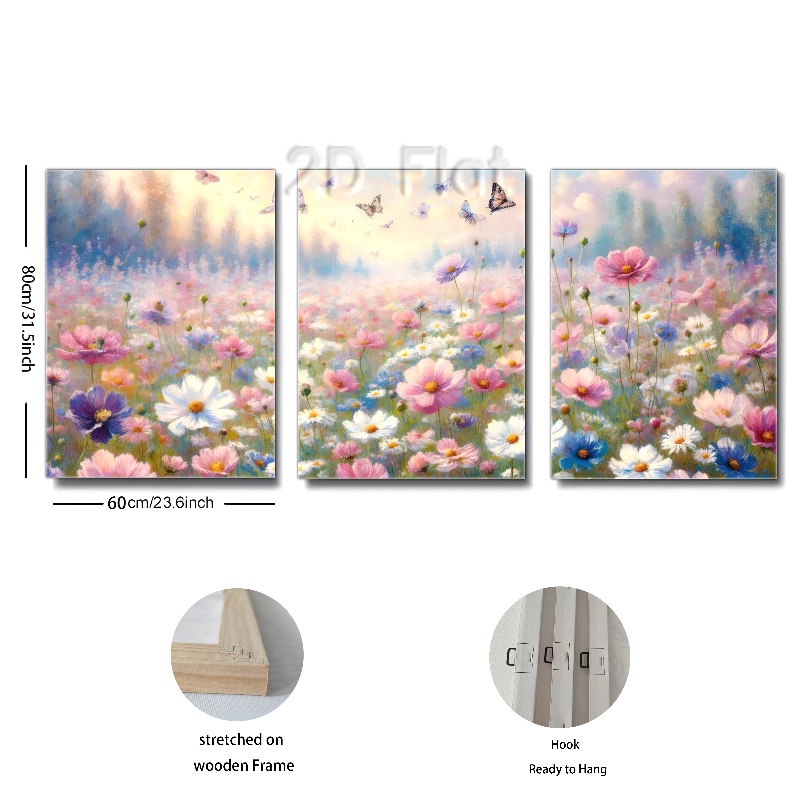 2D Flat
80cm/31.5inch
60cm/23.6inch
stretched on
wooden Frame
Hook
Ready to Hang